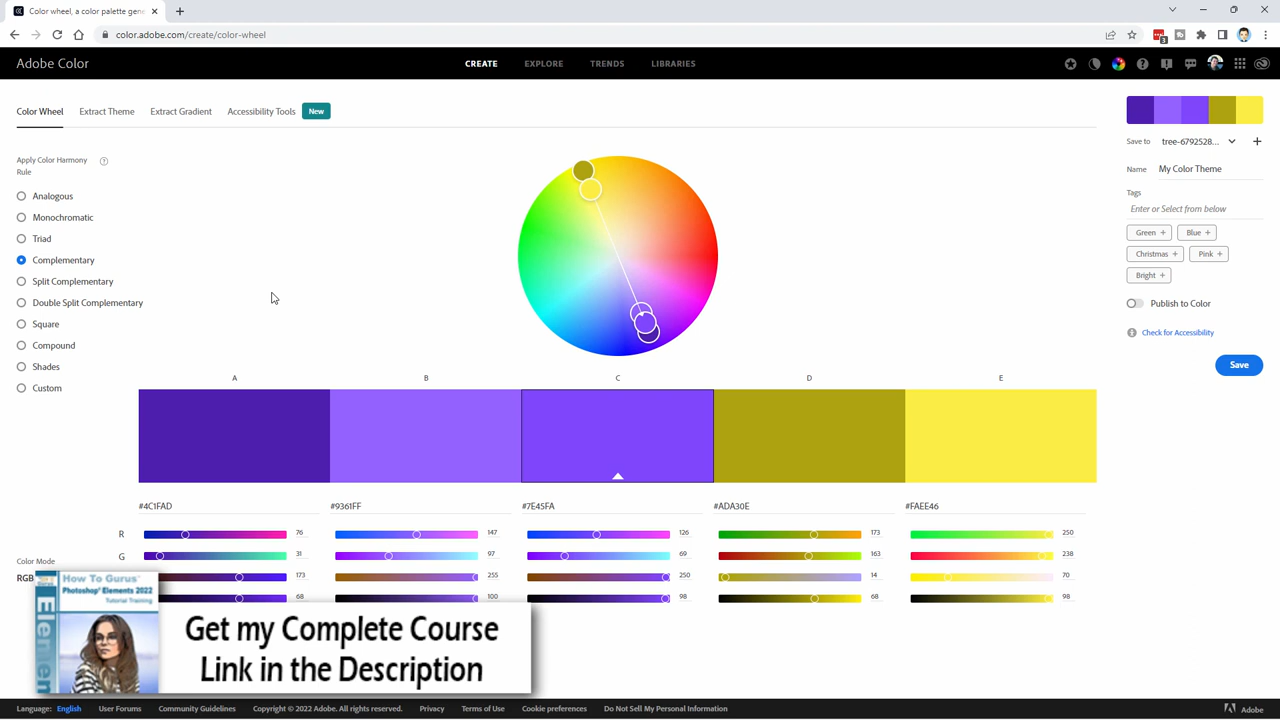 Color wheel, a color palette gene
color.adobe.com/create/color-wheel
3
Adobe Color
CREATE
EXPLORE
TRENDS
LIBRARIES
Color Wheel
Extract Theme
Extract Gradient
Accessibility Tools
New
Apply Color Harmony
Rule
Analogous
Monochromatic
Triad
Complementary
Split Complementary
Double Split Complementary
Square
Compound
Shades
Custom
Save to
tree-6792528...
Name
My Color Theme
Tags
Enter or Select from below
Green +
Blue +
Christmas +
Pink +
Bright +
Publish to Color
Check for Accessibility
Save
A
B
C
D
E
#4C1FAD
#9361FF
#7E45FA
#ADA30E
#FAEE46
R
76
147
126
173
250
G
31
97
69
163
238
Color Mode
RGB
173
255
250
14
70
68
100
98
68
98
How To Gurus
Photoshop Elements 2022
Tutorial Training
Elemen
Get my Complete Course
Link in the Description
Language: English
User Forums
Community Guidelines
Copyright © 2022 Adobe. All rights reserved.
Privacy
Terms of Use
Cookie preferences
Do Not Sell My Personal Information
Adobe